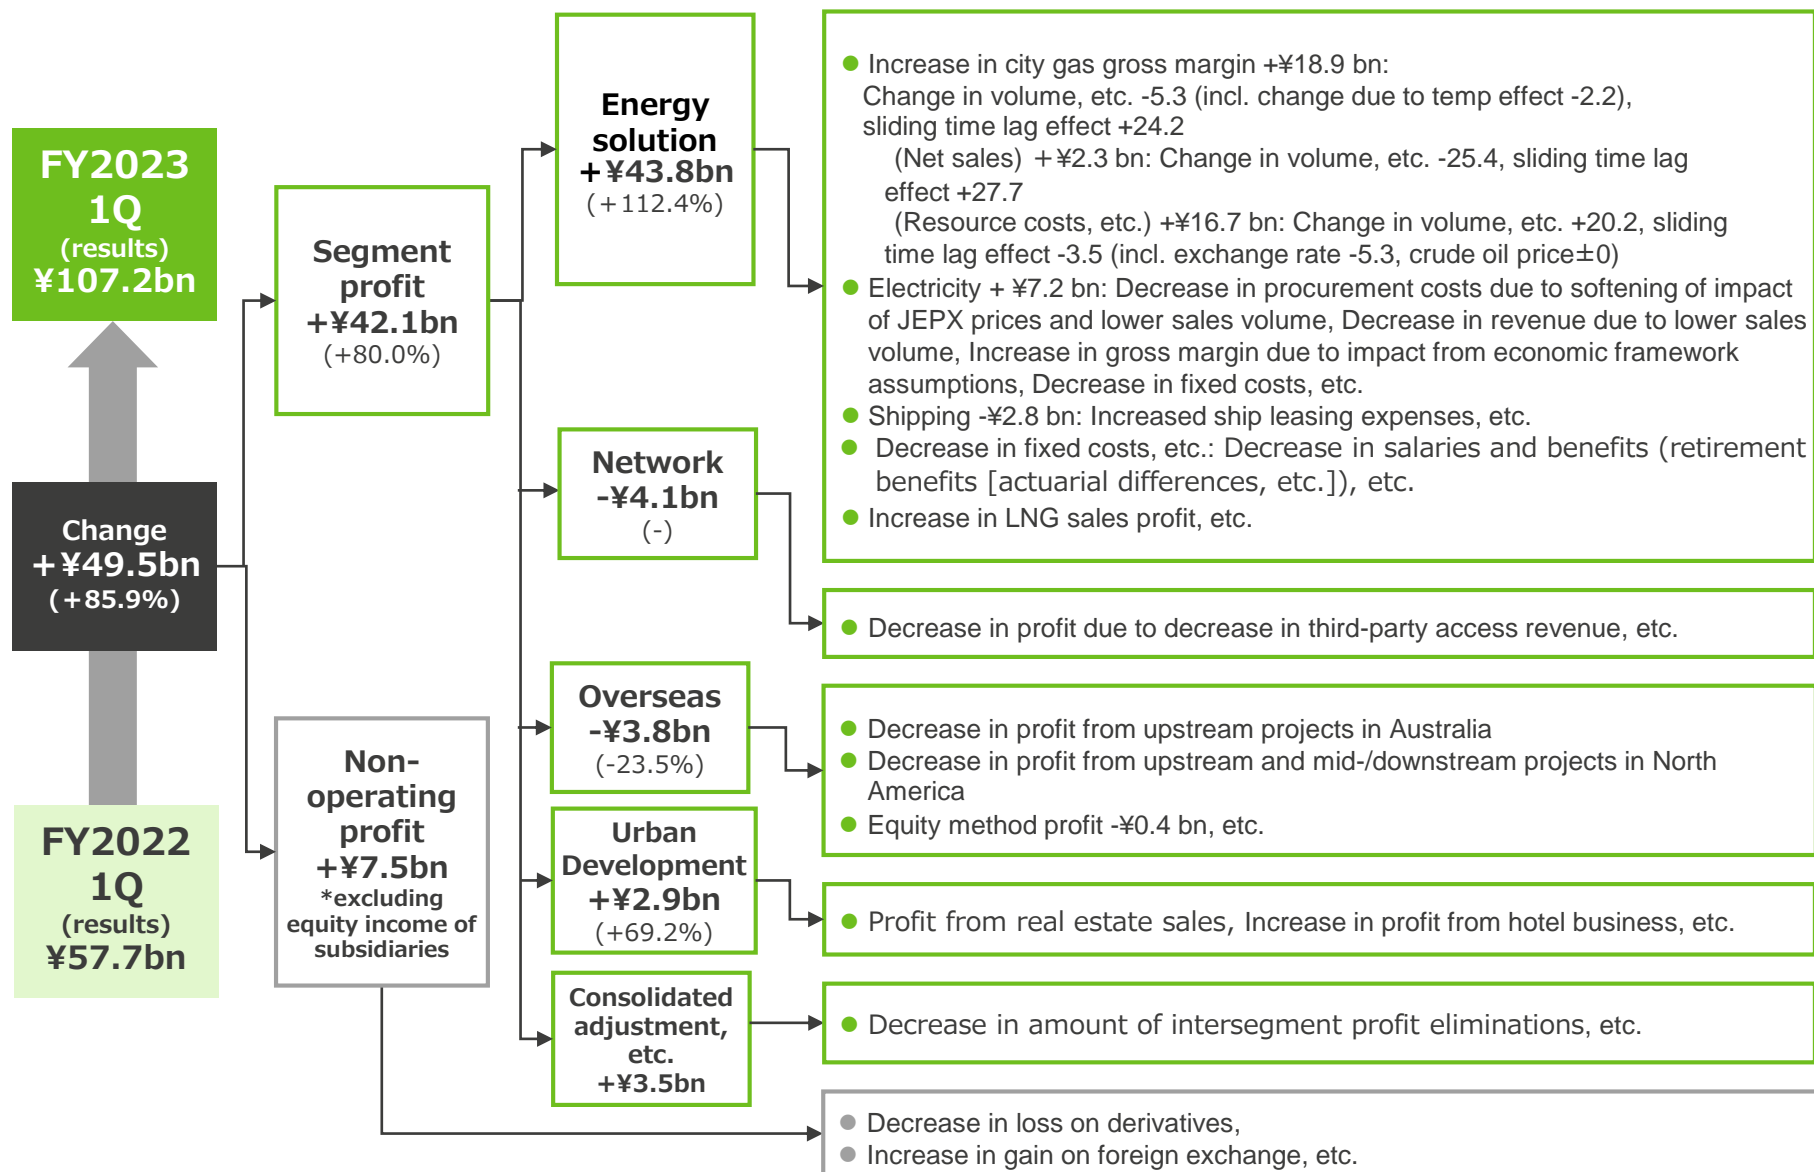 FY2023
1Q
(results)
¥107.2bn
Change
+¥49.5bn
(+85.9%)
FY2022
1Q
(results)
¥57.7bn
Segment
profit
+¥42.1bn
(+80.0%)
Non-
operating
profit
+¥7.5bn
*excluding
equity income of
subsidiaries
Energy
solution
+¥43.8bn
(+112.4%)
● Increase in city gas gross margin +¥18.9 bn:
Change in volume, etc. -5.3 (incl. change due to temp effect -2.2),
sliding time lag effect +24.2
(Net sales) +¥2.3 bn: Change in volume, etc. -25.4, sliding time lag
effect +27.7
(Resource costs, etc.) +¥16.7 bn: Change in volume, etc. +20.2, sliding
time lag effect -3.5 (incl. exchange rate -5.3, crude oil price±0)
● Electricity + ¥7.2 bn: Decrease in procurement costs due to softening of impact
of JEPX prices and lower sales volume, Decrease in revenue due to lower sales
volume, Increase in gross margin due to impact from economic framework
assumptions, Decrease in fixed costs, etc.
● Shipping -¥2.8 bn: Increased ship leasing expenses, etc.
● Decrease in fixed costs, etc.: Decrease in salaries and benefits (retirement
benefits [actuarial differences, etc.]), etc.
● Increase in LNG sales profit, etc.
Network
-¥4.1bn
(-)
● Decrease in profit due to decrease in third-party access revenue, etc.
Overseas
-¥3.8bn
(-23.5%)
● Decrease in profit from upstream projects in Australia
● Decrease in profit from upstream and mid-/downstream projects in North
America
● Equity method profit -¥0.4 bn, etc.
Urban
Development
+¥2.9bn
(+69.2%)
● Profit from real estate sales, Increase in profit from hotel business, etc.
Consolidated
adjustment,
etc.
+¥3.5bn
● Decrease in amount of intersegment profit eliminations, etc.
● Decrease in loss on derivatives,
● Increase in gain on foreign exchange, etc.